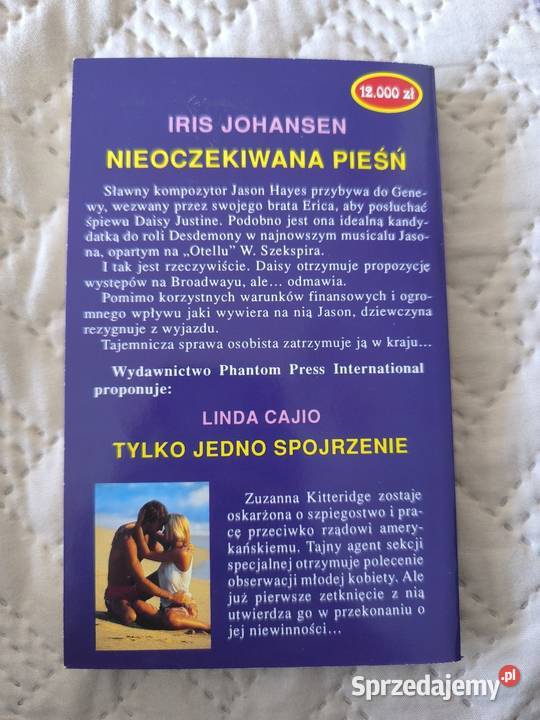 12.000 zł
IRIS JOHANSEN
NIEOCZEKIWANA PIEŚŃ
Sławny kompozytor Jason Hayes przybywa do Gene-
wy, wezwany przez swojego brata Erica, aby posłuchać
śpiewu Daisy Justine. Podobno jest ona idealną kandy-
datką do roli Desdemony w najnowszym musicalu Jaso-
na, opartym na „Otellu" W. Szekspira.
I tak jest rzeczywiście. Daisy otrzymuje propozycję
występów na Broadwayu, ale... odmawia.
Pomimo korzystnych warunków finansowych i ogro-
mnego wpływu jaki wywiera na nią Jason, dziewczyna
rezygnuje z wyjazdu.
Tajemnicza sprawa osobista zatrzymuje ją w kraju...
Wydawnictwo Phantom Press International
proponuje:
LINDA CAJIO
TYLKO JEDNO SPOJRZENIE
Zuzanna Kitteridge zostaje
oskarżona o szpiegostwo i pra-
cę przeciwko rządowi amery-
kańskiemu. Tajny agent sekcji
specjalnej otrzymuje polecenie
obserwacji młodej kobiety. Ale
już pierwsze zetknięcie z nią
utwierdza go w przekonaniu o
jej niewinności...
Sprzedajemy.pl